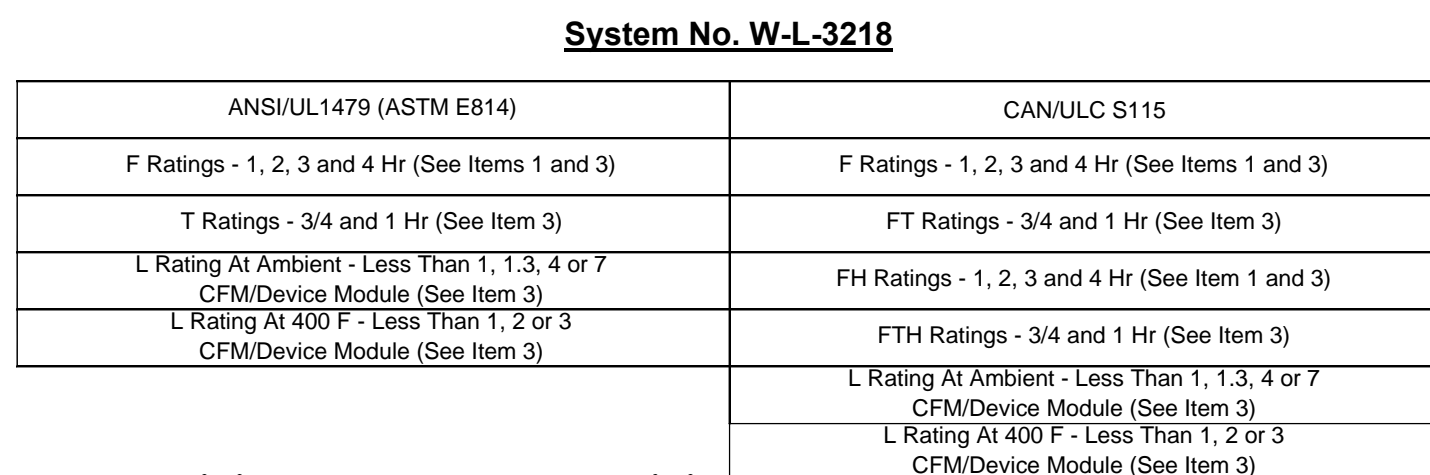 System No. W-L-3218
ANSI/UL1479 (ASTM E814)
CAN/ULC S115
F Ratings - 1, 2, 3 and 4 Hr (See Items 1 and 3)
F Ratings - 1, 2, 3 and 4 Hr (See Items 1 and 3)
T Ratings - 3/4 and 1 Hr (See Item 3)
FT Ratings - 3/4 and 1 Hr (See Item 3)
L Rating At Ambient - Less Than 1, 1.3, 4 or 7
CFM/Device Module (See Item 3)
FH Ratings - 1, 2, 3 and 4 Hr (See Item 1 and 3)
L Rating At 400 F - Less Than 1, 2 or 3
CFM/Device Module (See Item 3)
FTH Ratings - 3/4 and 1 Hr (See Item 3)
L Rating At Ambient - Less Than 1, 1.3, 4 or 7
CFM/Device Module (See Item 3)
L Rating At 400 F - Less Than 1, 2 or 3
CFM/Device Module (See Item 3)